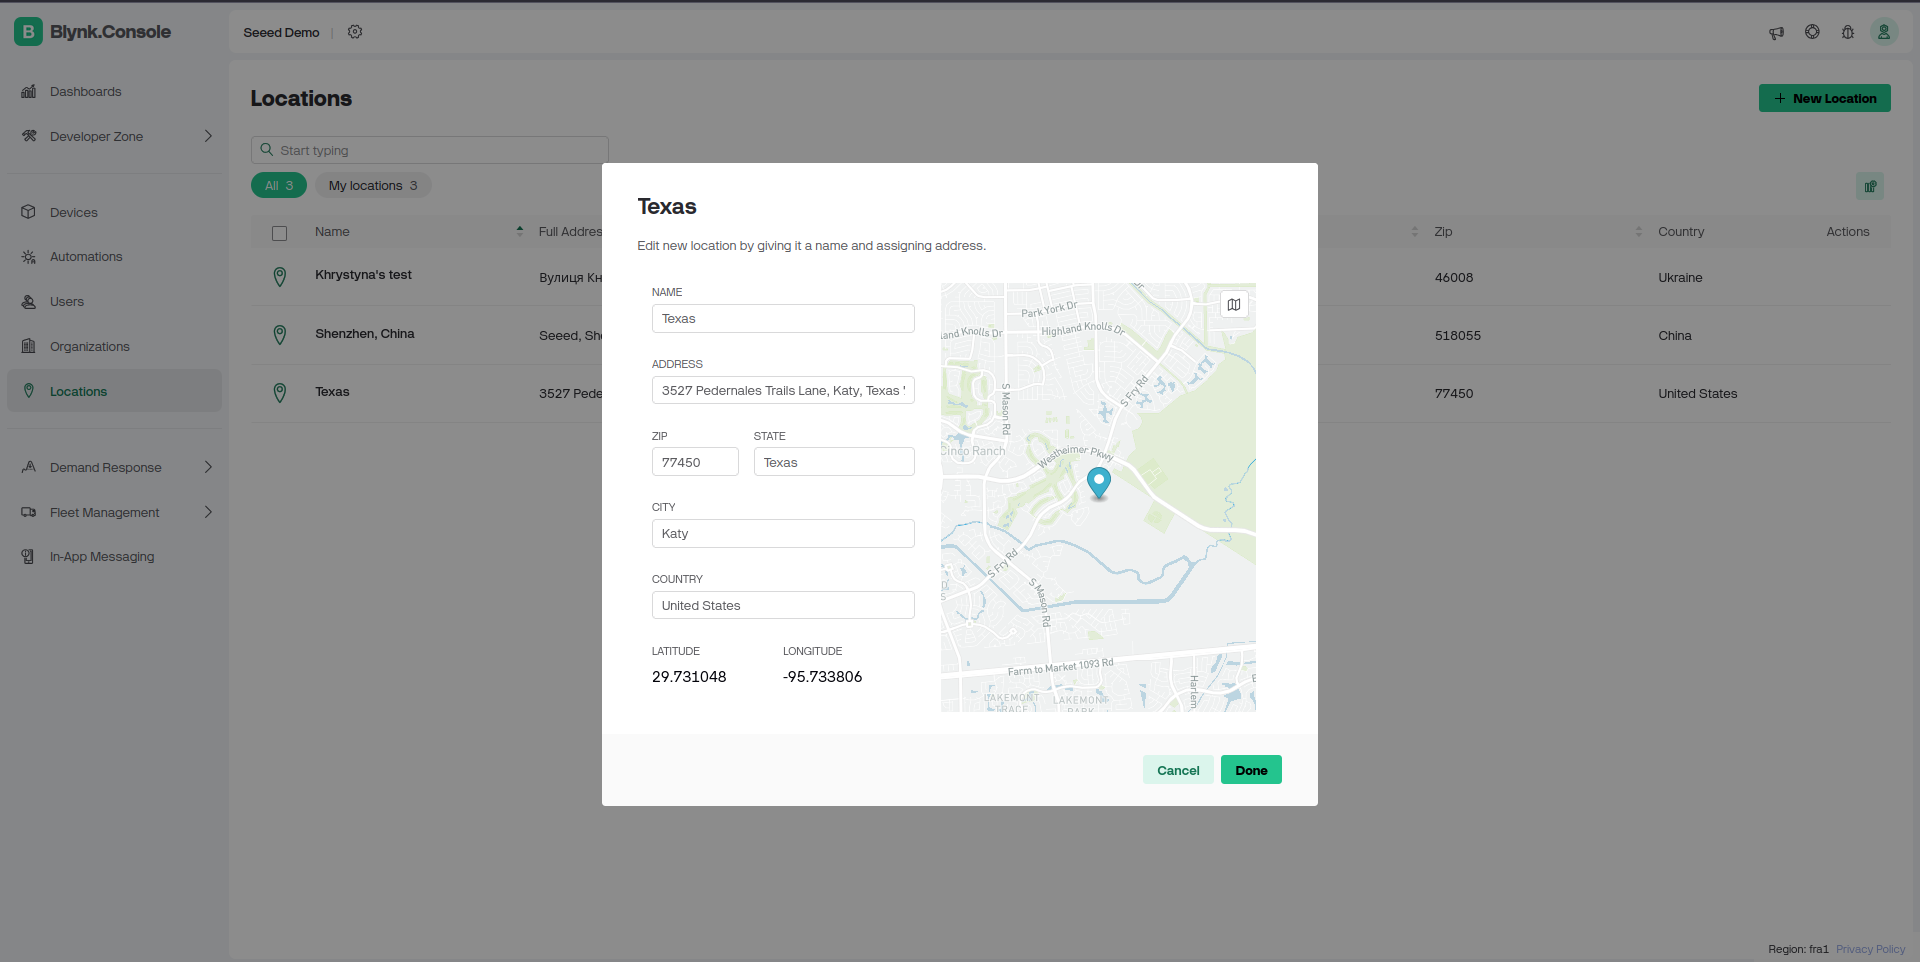 B Blynk.Console
Seeed Demo
Dashboards
Developer Zone
Devices
Automations
Users
Organizations
Locations
Demand Response
Fleet Management
In-App Messaging
Locations
+ New Location
Start typing
All 3 My locations 3
Name Full Addres Zip Country Actions
Khrystyna's test Вулиця Кн 46008 Ukraine
Shenzhen, China Seeed, She 518055 China
Texas 3527 Pede 77450 United States
Texas
Edit new location by giving it a name and assigning address.
NAME
Texas
ADDRESS
3527 Pedernales Trails Lane, Katy, Texas
ZIP STATE
77450 Texas
CITY
Katy
COUNTRY
United States
LATITUDE LONGITUDE
29.731048 -95.733806
Dr
Park York Dr
and Knolls Dr
Highland Knolls Dr
S Mason Rd
S Fry Rd
Cinco Ranch
Westheimer Pkwy
S Fry Rd
S Mason Rd
Farm to Market 1093 Rd
Harlem
LAKEMONT
TRACE
LAKEMONT
PARK
Cancel Done
Region: fra1 Privacy Policy